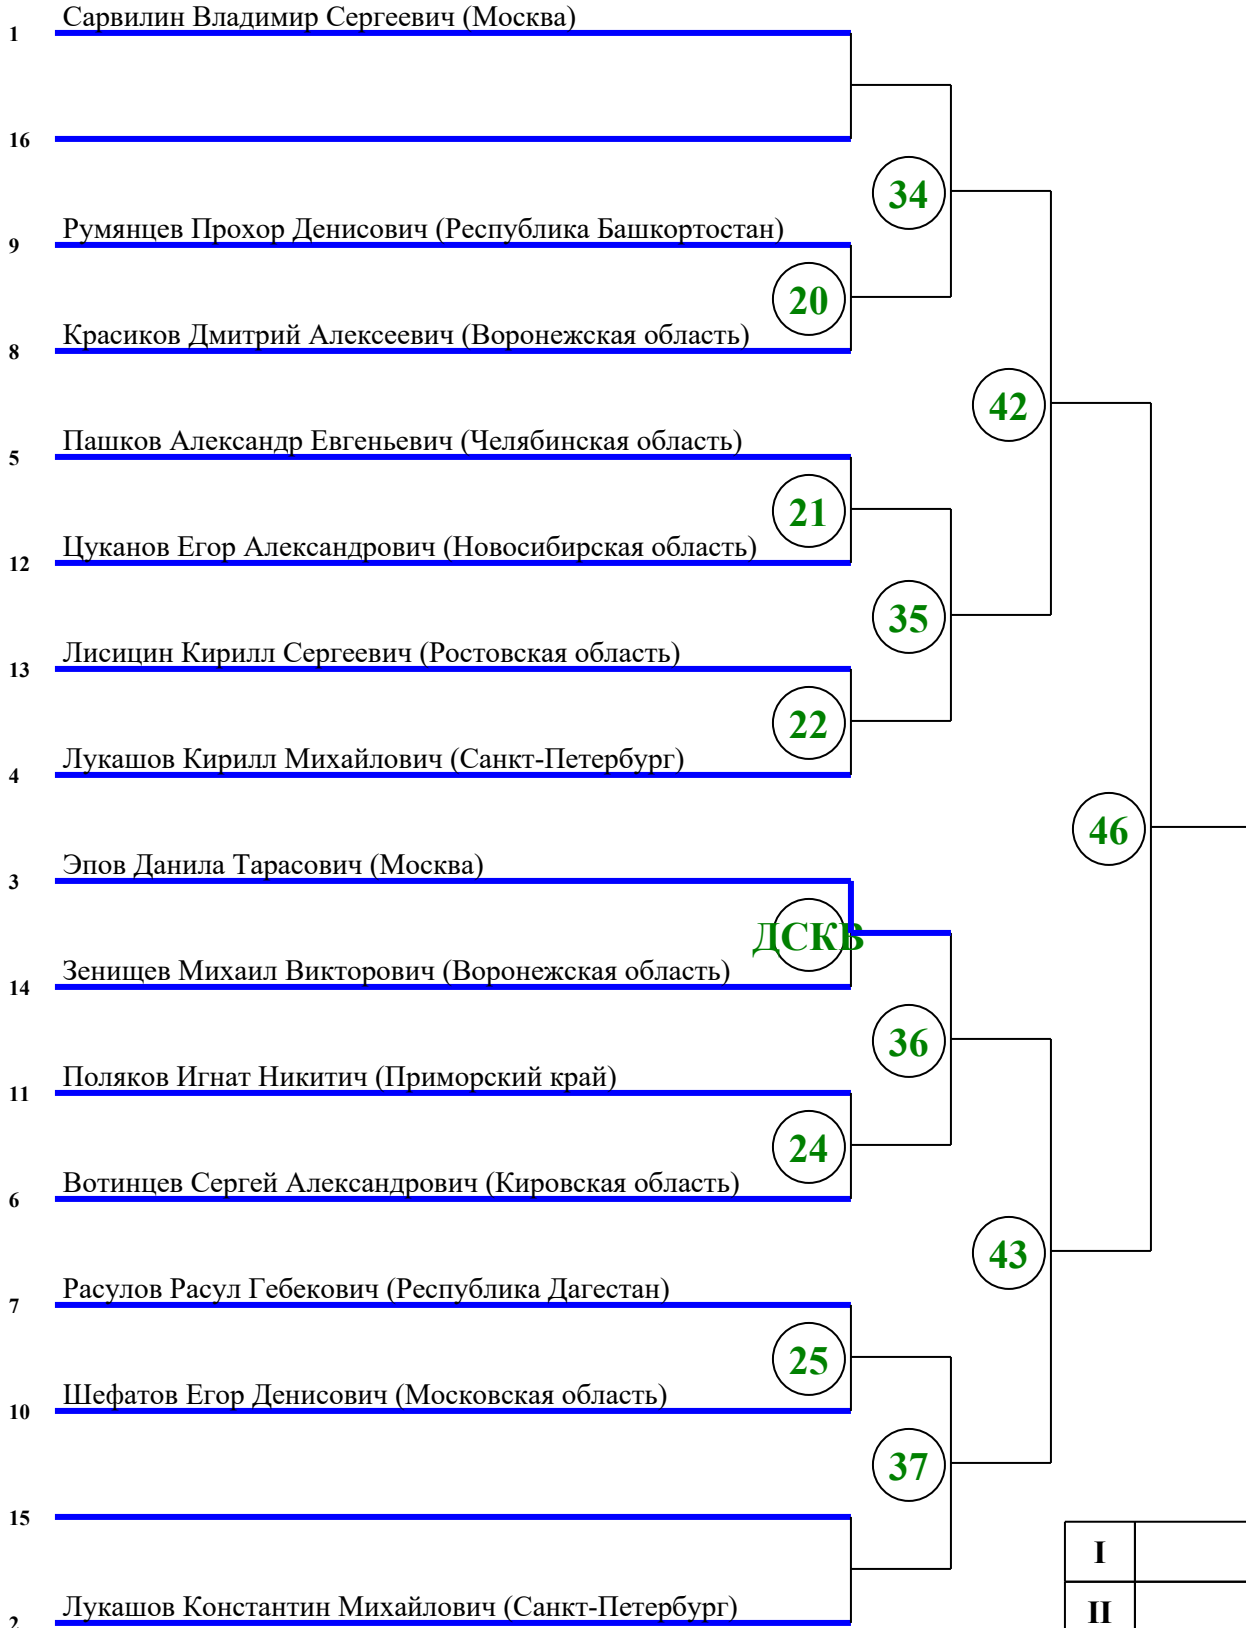 1 Сарвилин Владимир Сергеевич (Москва)
16
34
9 Румянцев Прохор Денисович (Республика Башкортостан)
20
8 Красиков Дмитрий Алексеевич (Воронежская область)
42
5 Пашков Александр Евгеньевич (Челябинская область)
21
12 Цуканов Егор Александрович (Новосибирская область)
35
13 Лисицин Кирилл Сергеевич (Ростовская область)
22
4 Лукашов Кирилл Михайлович (Санкт-Петербург)
46
3 Эпов Данила Тарасович (Москва)
ДСКВ
14 Зенищев Михаил Викторович (Воронежская область)
36
11 Поляков Игнат Никитич (Приморский край)
24
6 Вотинцев Сергей Александрович (Кировская область)
43
7 Расулов Расул Гебекович (Республика Дагестан)
25
10 Шефатов Егор Денисович (Московская область)
37
15
I
2 Лукашов Константин Михайлович (Санкт-Петербург)
II